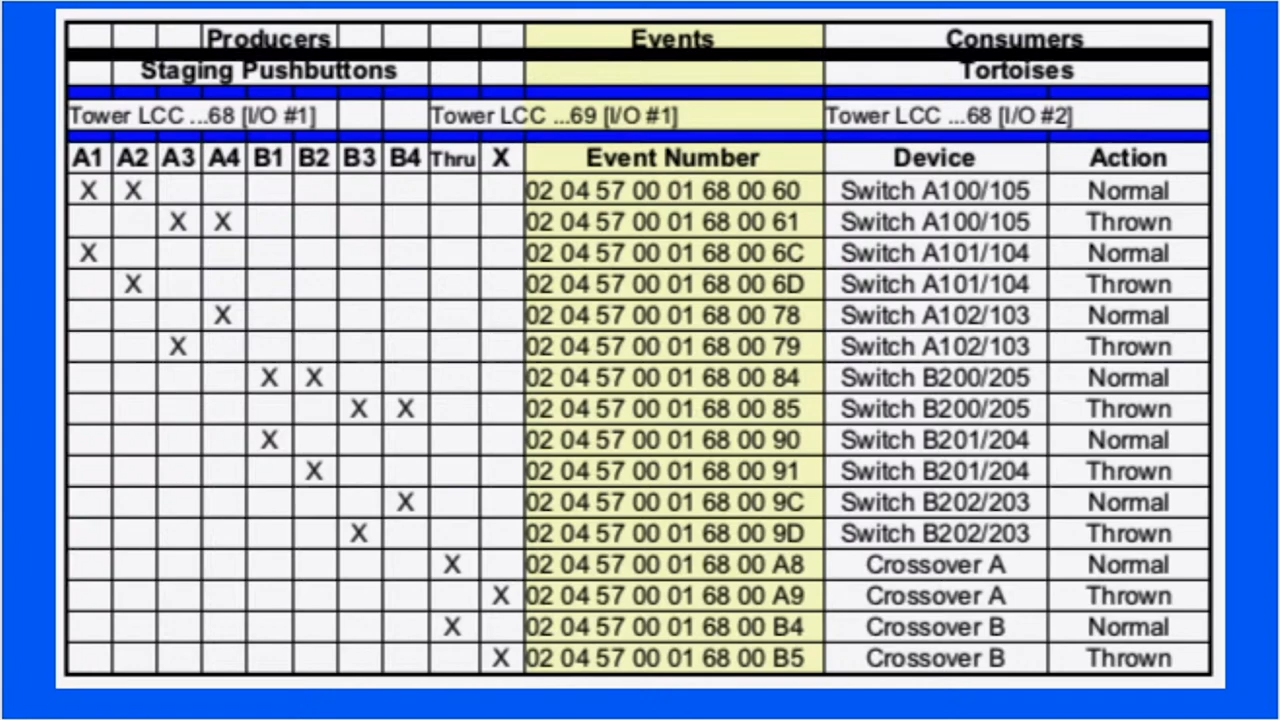 Producers Events Consumers
Staging Pushbuttons Tortoises
Tower LCC ...68 [I/O #1] Tower LCC ...69 [I/O #1] Tower LCC ...68 [I/O #2]
A1 A2 A3 A4 B1 B2 B3 B4 Thru X Event Number Device Action
X X 02 04 57 00 01 68 00 60 Switch A100/105 Normal
X X 02 04 57 00 01 68 00 61 Switch A100/105 Thrown
X 02 04 57 00 01 68 00 6C Switch A101/104 Normal
X 02 04 57 00 01 68 00 6D Switch A101/104 Thrown
X 02 04 57 00 01 68 00 78 Switch A102/103 Normal
X 02 04 57 00 01 68 00 79 Switch A102/103 Thrown
X X 02 04 57 00 01 68 00 84 Switch B200/205 Normal
X X 02 04 57 00 01 68 00 85 Switch B200/205 Thrown
X 02 04 57 00 01 68 00 90 Switch B201/204 Normal
X 02 04 57 00 01 68 00 91 Switch B201/204 Thrown
X 02 04 57 00 01 68 00 9C Switch B202/203 Normal
X 02 04 57 00 01 68 00 9D Switch B202/203 Thrown
X 02 04 57 00 01 68 00 A8 Crossover A Normal
X 02 04 57 00 01 68 00 A9 Crossover A Thrown
X 02 04 57 00 01 68 00 B4 Crossover B Normal
X 02 04 57 00 01 68 00 B5 Crossover B Thrown